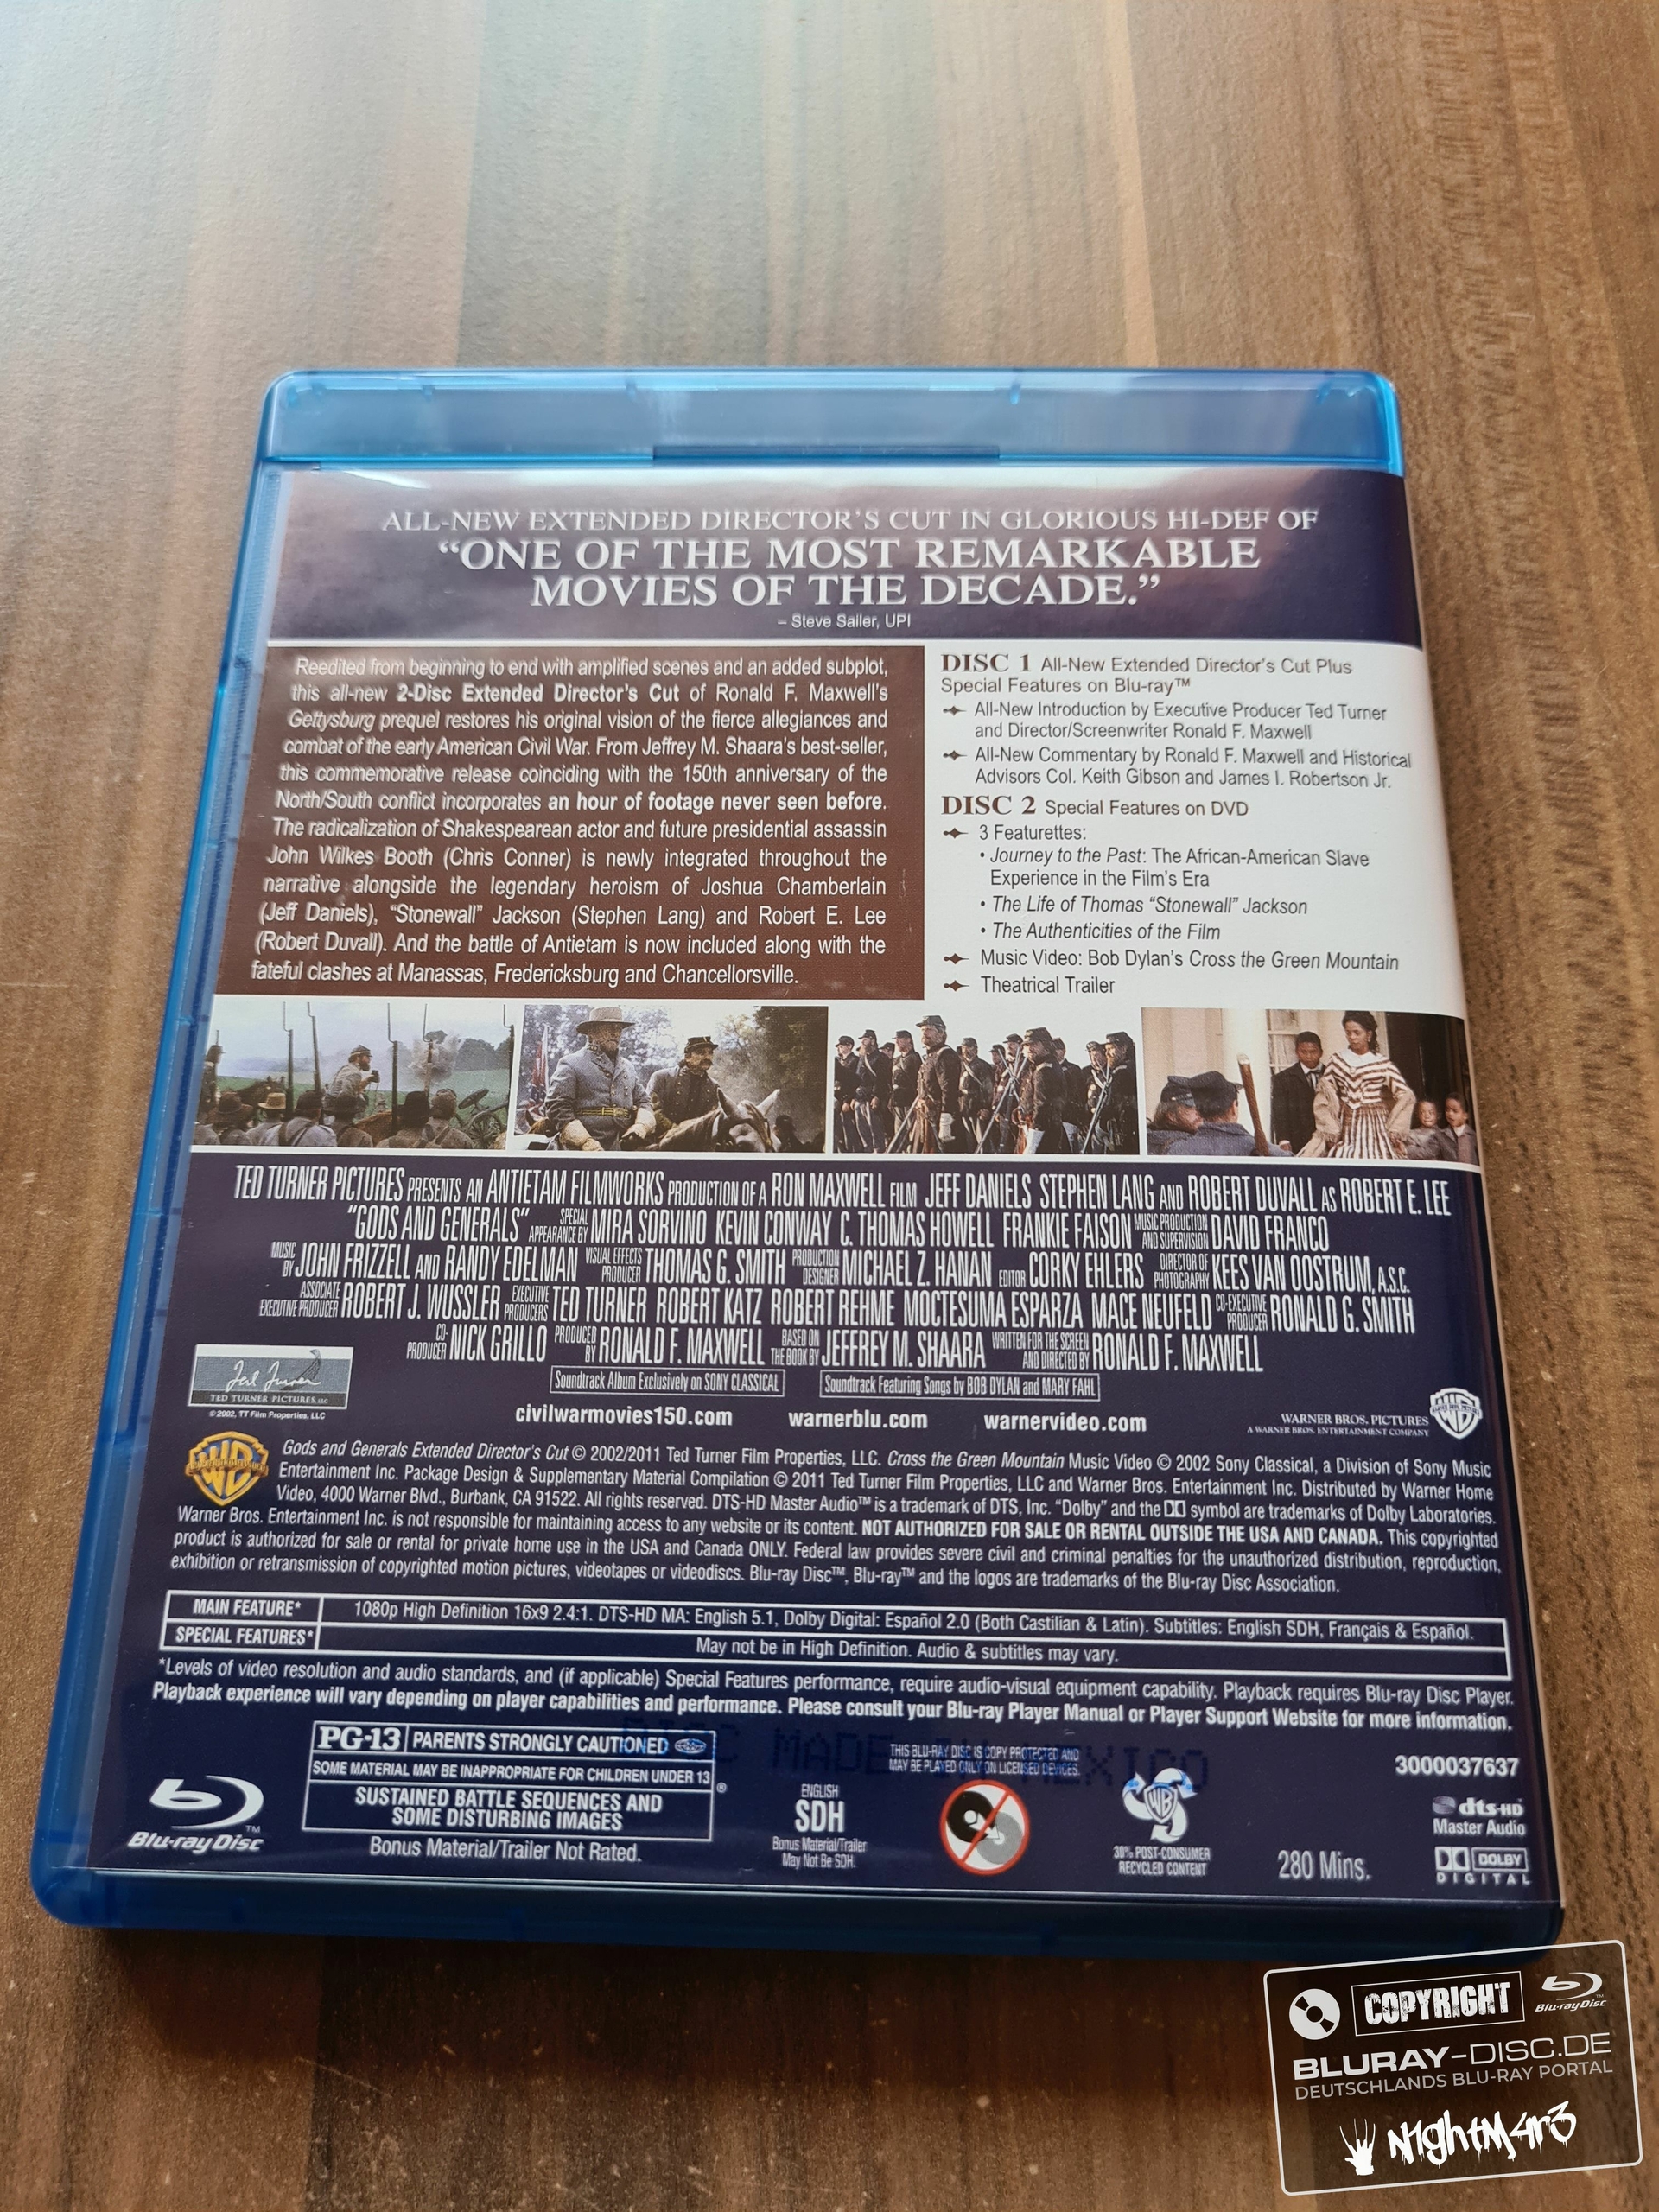 ALL-NEW EXTENDED DIRECTOR'S CUT IN GLORIOUS HI-DEF OF
“ONE OF THE MOST REMARKABLE
MOVIES OF THE DECADE.”
– Steve Sailer, UPI
Reedited from beginning to end with amplified scenes and an added subplot,
this all-new 2-Disc Extended Director's Cut of Ronald F. Maxwell's
Gettysburg prequel restores his original vision of the fierce allegiances and
combat of the early American Civil War. From Jeffrey M. Shaara's best-seller,
this commemorative release coinciding with the 150th anniversary of the
North/South conflict incorporates an hour of footage never seen before.
The radicalization of Shakespearean actor and future presidential assassin
John Wilkes Booth (Chris Conner) is newly integrated throughout the
narrative alongside the legendary heroism of Joshua Chamberlain
(Jeff Daniels), “Stonewall” Jackson (Stephen Lang) and Robert E. Lee
(Robert Duvall). And the battle of Antietam is now included along with the
fateful clashes at Manassas, Fredericksburg and Chancellorsville.
DISC 1 All-New Extended Director's Cut Plus
Special Features on Blu-ray™
All-New Introduction by Executive Producer Ted Turner
and Director/Screenwriter Ronald F. Maxwell
All-New Commentary by Ronald F. Maxwell and Historical
Advisors Col. Keith Gibson and James I. Robertson Jr.
DISC 2 Special Features on DVD
3 Featurettes:
• Journey to the Past: The African-American Slave
Experience in the Film's Era
• The Life of Thomas “Stonewall” Jackson
• The Authenticities of the Film
Music Video: Bob Dylan's Cross the Green Mountain
Theatrical Trailer
TED TURNER PICTURES PRESENTS AN ANTIETAM FILMWORKS PRODUCTION OF A RON MAXWELL FILM JEFF DANIELS STEPHEN LANG AND ROBERT DUVALL AS ROBERT E. LEE
“GODS AND GENERALS” SPECIAL APPEARANCE BY MIRA SORVINO KEVIN CONWAY C. THOMAS HOWELL FRANKIE FAISON MUSIC PRODUCTION AND SUPERVISION DAVID FRANCO
MUSIC BY JOHN FRIZZELL AND RANDY EDELMAN VISUAL EFFECTS PRODUCER THOMAS G. SMITH PRODUCTION DESIGNER MICHAEL Z. HANAN EDITOR CORKY EHLERS DIRECTOR OF PHOTOGRAPHY KEES VAN OOSTRUM, A.S.C.
ASSOCIATE EXECUTIVE PRODUCER ROBERT J. WUSSLER EXECUTIVE PRODUCERS TED TURNER ROBERT KATZ ROBERT REHME MOCTESUMA ESPARZA MACE NEUFELD CO-EXECUTIVE PRODUCER RONALD G. SMITH
CO-PRODUCER NICK GRILLO PRODUCED BY RONALD F. MAXWELL BASED ON THE BOOK BY JEFFREY M. SHAARA WRITTEN FOR THE SCREEN AND DIRECTED BY RONALD F. MAXWELL
Soundtrack Album Exclusively on SONY CLASSICAL
Soundtrack Featuring Songs by BOB DYLAN and MARY FAHL
Ted Turner
TED TURNER PICTURES, LLC
© 2002, TT Film Properties, LLC
civilwarmovies150.com warnerblu.com warnervideo.com
WARNER BROS. PICTURES
A WARNER BROS. ENTERTAINMENT COMPANY
WB
WB
Gods and Generals Extended Director's Cut © 2002/2011 Ted Turner Film Properties, LLC. Cross the Green Mountain Music Video © 2002 Sony Classical, a Division of Sony Music
Entertainment Inc. Package Design & Supplementary Material Compilation © 2011 Ted Turner Film Properties, LLC and Warner Bros. Entertainment Inc. Distributed by Warner Home
Video, 4000 Warner Blvd., Burbank, CA 91522. All rights reserved. DTS-HD Master Audio™ is a trademark of DTS, Inc. “Dolby” and the symbol are trademarks of Dolby Laboratories.
Warner Bros. Entertainment Inc. is not responsible for maintaining access to any website or its content. NOT AUTHORIZED FOR SALE OR RENTAL OUTSIDE THE USA AND CANADA. This copyrighted
product is authorized for sale or rental for private home use in the USA and Canada ONLY. Federal law provides severe civil and criminal penalties for the unauthorized distribution, reproduction,
exhibition or retransmission of copyrighted motion pictures, videotapes or videodiscs. Blu-ray Disc™, Blu-ray™ and the logos are trademarks of the Blu-ray Disc Association.
MAIN FEATURE* 1080p High Definition 16x9 2.4:1. DTS-HD MA: English 5.1, Dolby Digital: Español 2.0 (Both Castilian & Latin). Subtitles: English SDH, Français & Español.
SPECIAL FEATURES* May not be in High Definition. Audio & subtitles may vary.
*Levels of video resolution and audio standards, and (if applicable) Special Features performance, require audio-visual equipment capability. Playback requires Blu-ray Disc Player.
Playback experience will vary depending on player capabilities and performance. Please consult your Blu-ray Player Manual or Player Support Website for more information.
DISC MADE IN MEXICO
PG-13 PARENTS STRONGLY CAUTIONED
SOME MATERIAL MAY BE INAPPROPRIATE FOR CHILDREN UNDER 13
SUSTAINED BATTLE SEQUENCES AND
SOME DISTURBING IMAGES
®
Bonus Material/Trailer Not Rated.
Blu-ray Disc™
ENGLISH
SDH
Bonus Material/Trailer
May Not Be SDH.
THIS BLU-RAY DISC IS COPY PROTECTED AND
MAY BE PLAYED ONLY ON LICENSED DEVICES.
WB
30% POST-CONSUMER
RECYCLED CONTENT
280 Mins.
3000037637
dts-HD
Master Audio
DOLBY
DIGITAL
COPYRIGHT
Blu-ray Disc™
BLURAY-DISC.DE
DEUTSCHLANDS BLU-RAY PORTAL
N1ghtM4r3